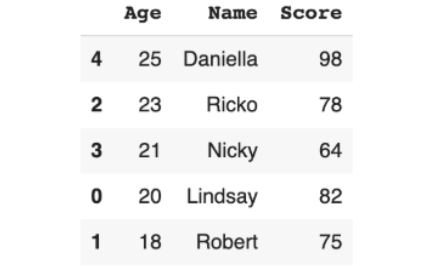 Age Name Score
4 25 Daniella 98
2 23 Ricko 78
3 21 Nicky 64
0 20 Lindsay 82
1 18 Robert 75